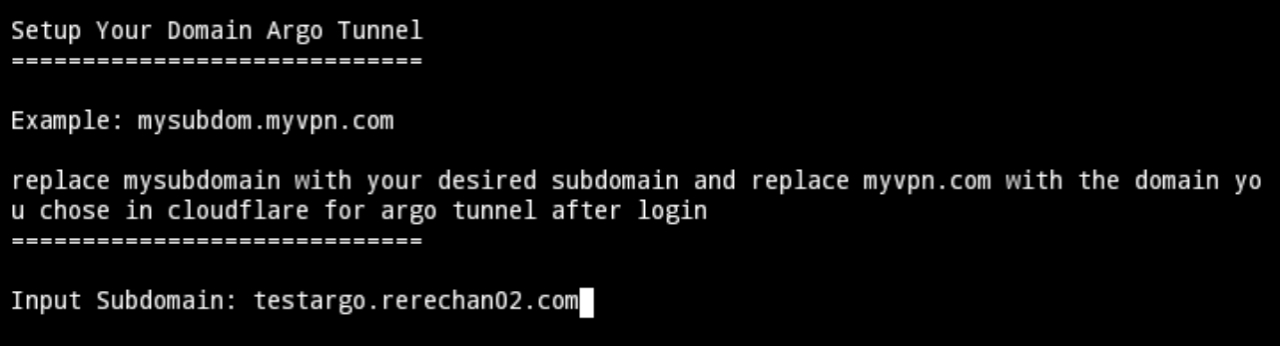 Setup Your Domain Argo Tunnel
=============================
Example: mysubdom.myvpn.com
replace mysubdomain with your desired subdomain and replace myvpn.com with the domain yo
u chose in cloudflare for argo tunnel after login
=============================
Input Subdomain: testargo.rerechan02.com